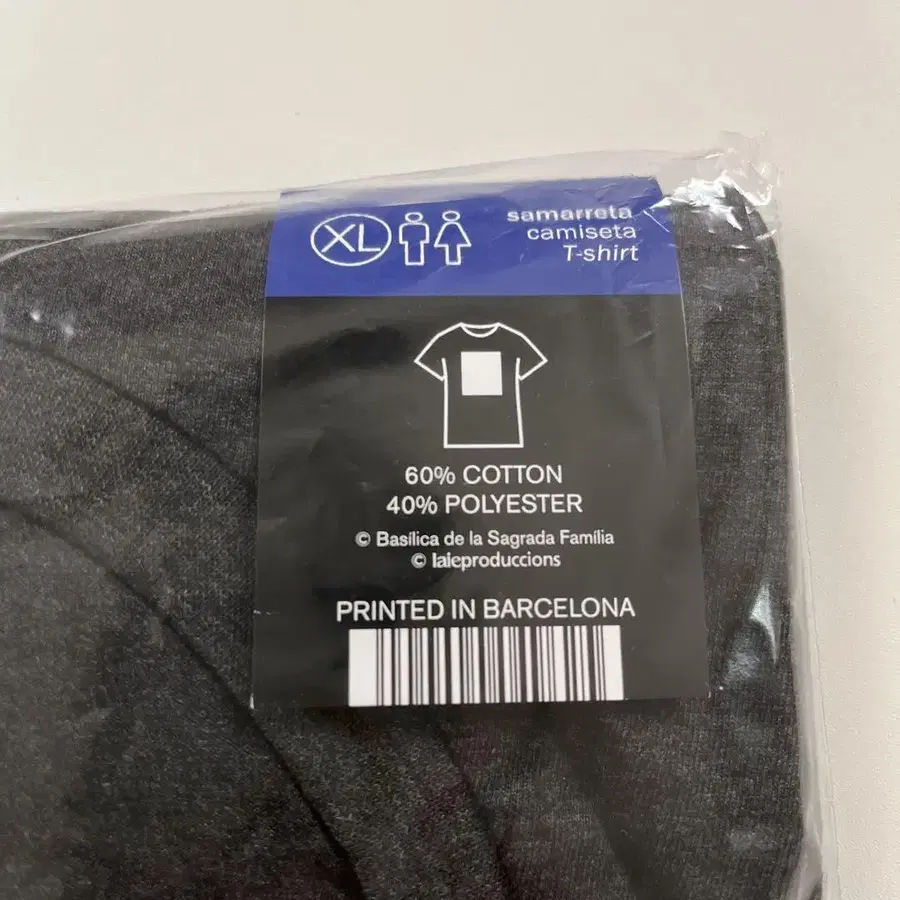 XL
samarreta
camiseta
T-shirt
60% COTTON
40% POLYESTER
© Basílica de la Sagrada Família
© laieproduccions
PRINTED IN BARCELONA